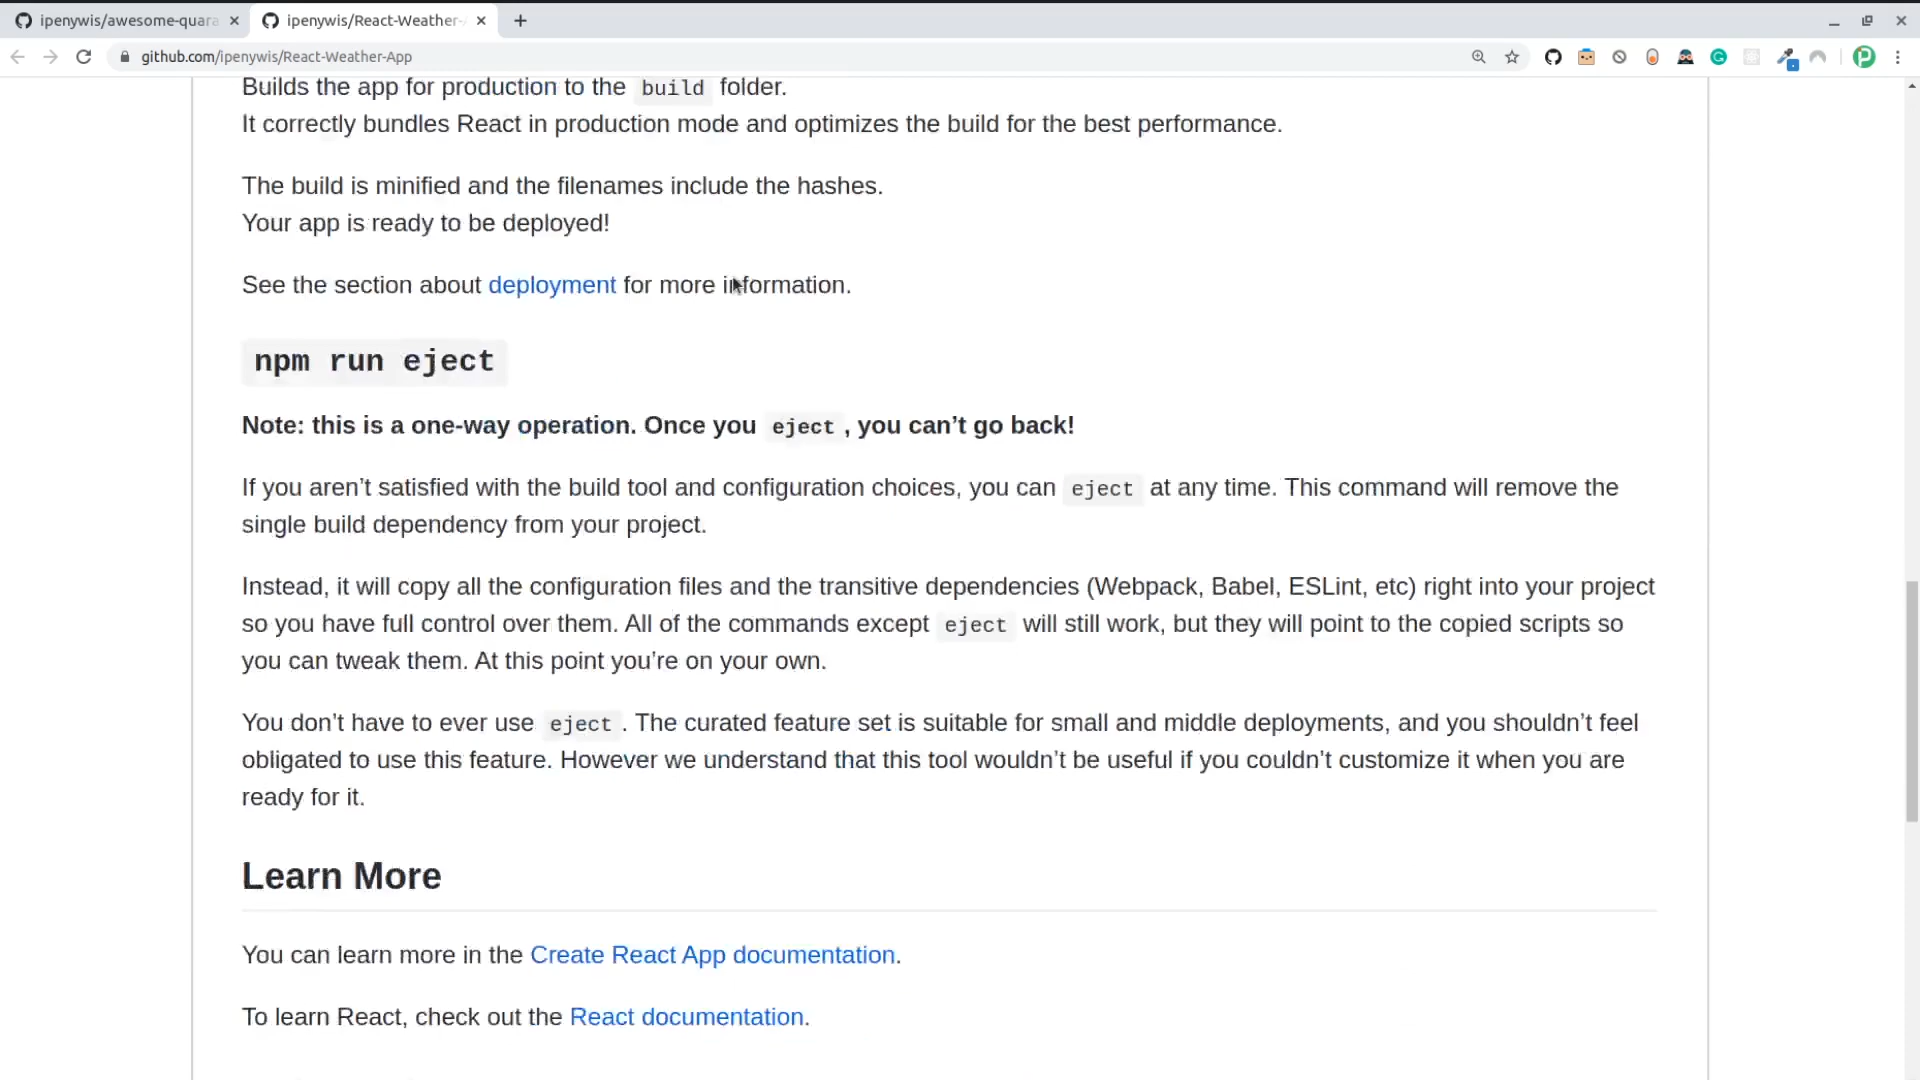 ipenywis/awesome-quara
ipenywis/React-Weather-
github.com/ipenywis/React-Weather-App
Builds the app for production to the build folder.
It correctly bundles React in production mode and optimizes the build for the best performance.
The build is minified and the filenames include the hashes.
Your app is ready to be deployed!
See the section about deployment for more information.
npm run eject
Note: this is a one-way operation. Once you eject, you can’t go back!
If you aren’t satisfied with the build tool and configuration choices, you can eject at any time. This command will remove the
single build dependency from your project.
Instead, it will copy all the configuration files and the transitive dependencies (Webpack, Babel, ESLint, etc) right into your project
so you have full control over them. All of the commands except eject will still work, but they will point to the copied scripts so
you can tweak them. At this point you’re on your own.
You don’t have to ever use eject. The curated feature set is suitable for small and middle deployments, and you shouldn’t feel
obligated to use this feature. However we understand that this tool wouldn’t be useful if you couldn’t customize it when you are
ready for it.
Learn More
You can learn more in the Create React App documentation.
To learn React, check out the React documentation.